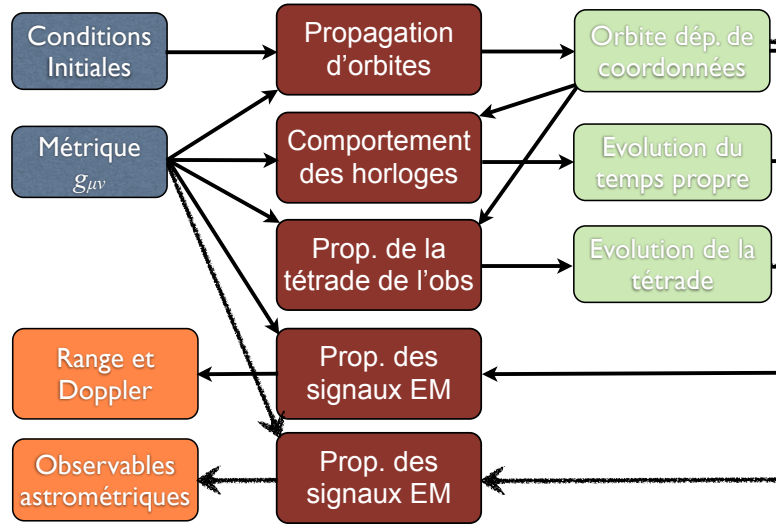 Conditions
Initiales
Propagation
d'orbites
Orbite dép. de
coordonnées
Métrique
gμν
Comportement
des horloges
Evolution du
temps propre
Prop. de la
tétrade de l'obs
Evolution de la
tétrade
Range et
Doppler
Prop. des
signaux EM
Observables
astrométriques
Prop. des
signaux EM